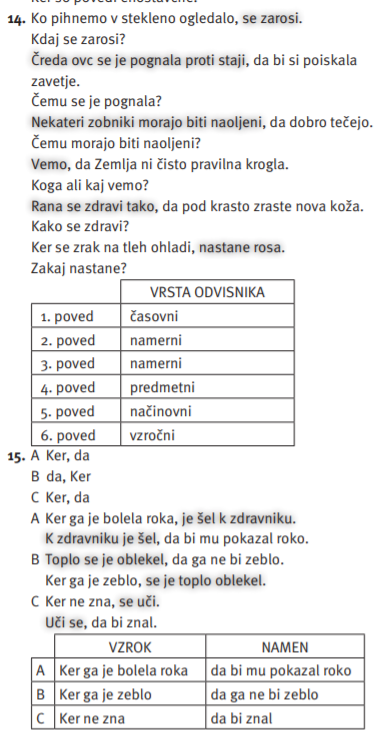 14. Ko pihnemo v stekleno ogledalo, se zarosi.
Kdaj se zarosi?
Čreda ovc se je pognala proti staji, da bi si poiskala
zavetje.
Čemu se je pognala?
Nekateri zobniki morajo biti naoljeni, da dobro tečejo.
Čemu morajo biti naoljeni?
Vemo, da Zemlja ni čisto pravilna krogla.
Koga ali kaj vemo?
Rana se zdravi tako, da pod krasto zraste nova koža.
Kako se zdravi?
Ker se zrak na tleh ohladi, nastane rosa.
Zakaj nastane?
VRSTA ODVISNIKA
1. poved časovni
2. poved namerni
3. poved namerni
4. poved predmetni
5. poved načinovni
6. poved vzročni
15. A Ker, da
B da, Ker
C Ker, da
A Ker ga je bolela roka, je šel k zdravniku.
K zdravniku je šel, da bi mu pokazal roko.
B Toplo se je oblekel, da ga ne bi zeblo.
Ker ga je zeblo, se je toplo oblekel.
C Ker ne zna, se uči.
Uči se, da bi znal.
VZROK NAMEN
A Ker ga je bolela roka da bi mu pokazal roko
B Ker ga je zeblo da ga ne bi zeblo
C Ker ne zna da bi znal